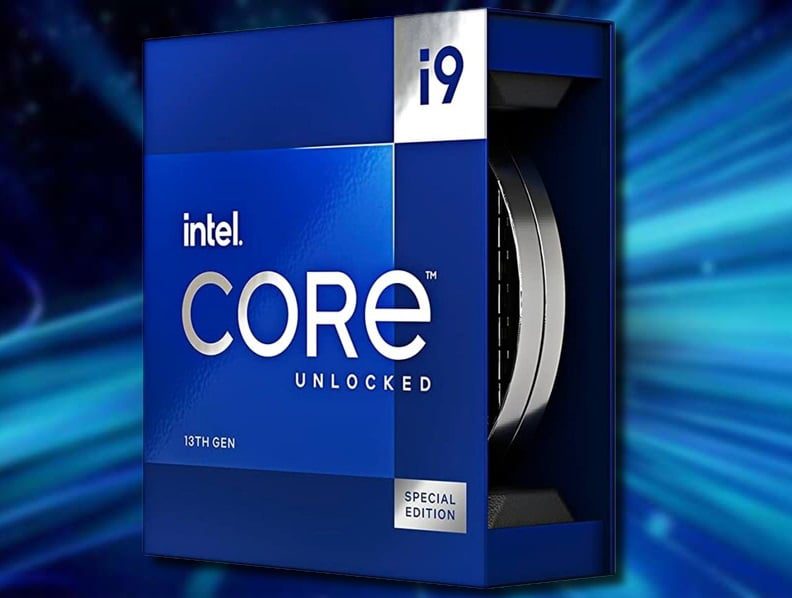 i9
intel.
CORE™
UNLOCKED
13TH GEN
SPECIAL
EDITION